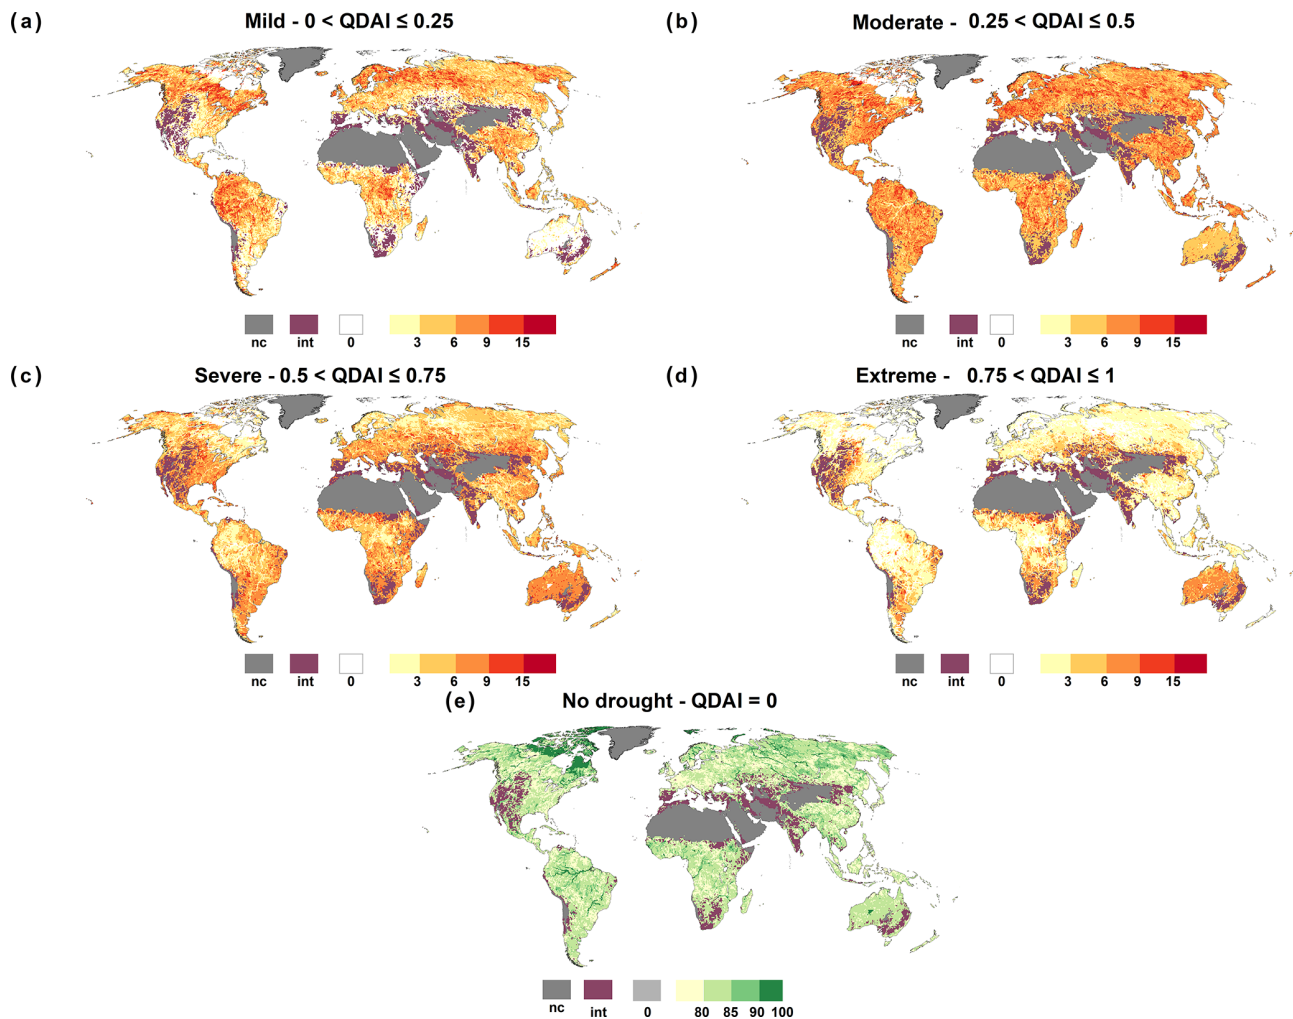 (a) Mild - 0 < QDAI ≤ 0.25
(b) Moderate - 0.25 < QDAI ≤ 0.5
nc int 0 3 6 9 15
nc int 0 3 6 9 15
(c) Severe - 0.5 < QDAI ≤ 0.75
(d) Extreme - 0.75 < QDAI ≤ 1
nc int 0 3 6 9 15
nc int 0 3 6 9 15
(e) No drought - QDAI = 0
nc int 0 80 85 90 100